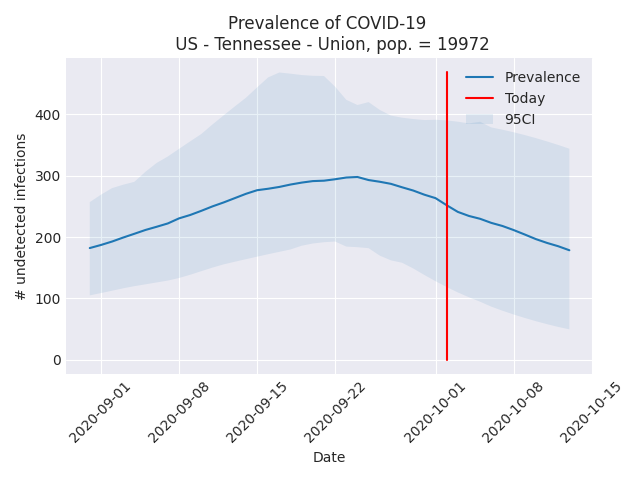 Prevalence of COVID-19
US - Tennessee - Union, pop. = 19972
Prevalence
Today
95CI
# undetected infections
400
300
200
100
0
2020-09-01
2020-09-08
2020-09-15
2020-09-22
2020-10-01
2020-10-08
2020-10-15
Date